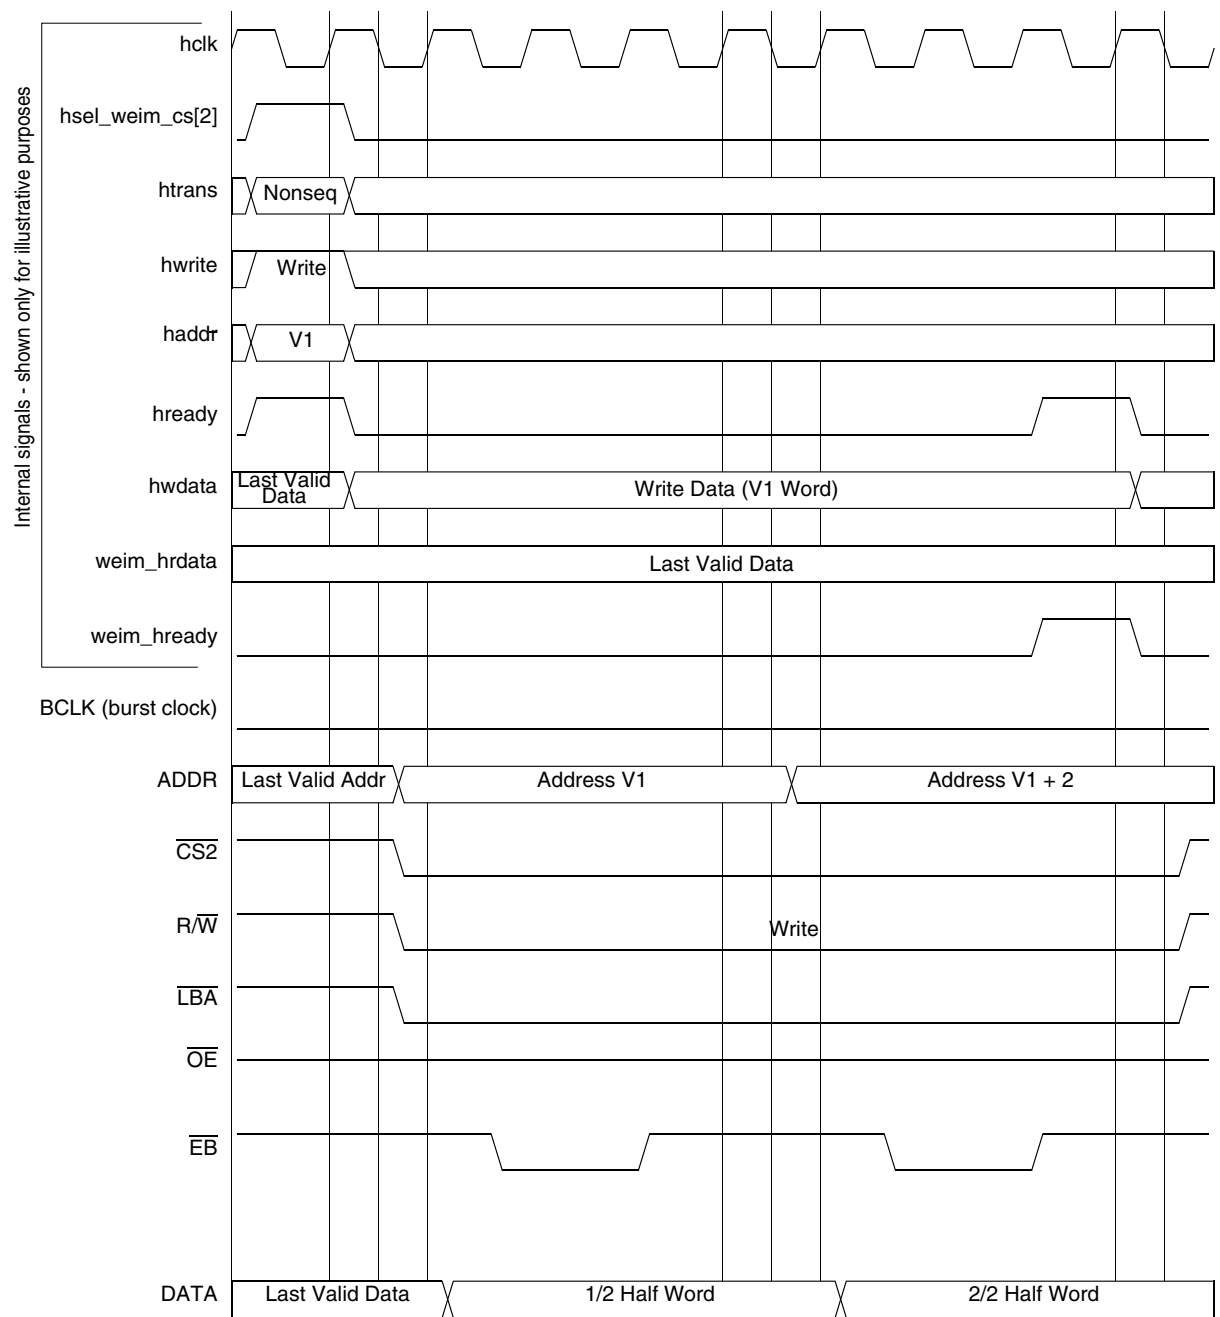 Internal signals - shown only for illustrative purposes
hclk
hsel_weim_cs[2]
htrans
Nonseq
hwrite
Write
haddr
V1
hready
hwdata
Last Valid
Data
Write Data (V1 Word)
weim_hrdata
Last Valid Data
weim_hready
BCLK (burst clock)
ADDR
Last Valid Addr
Address V1
Address V1 + 2
CS2
R/W
Write
LBA
OE
EB
DATA
Last Valid Data
1/2 Half Word
2/2 Half Word